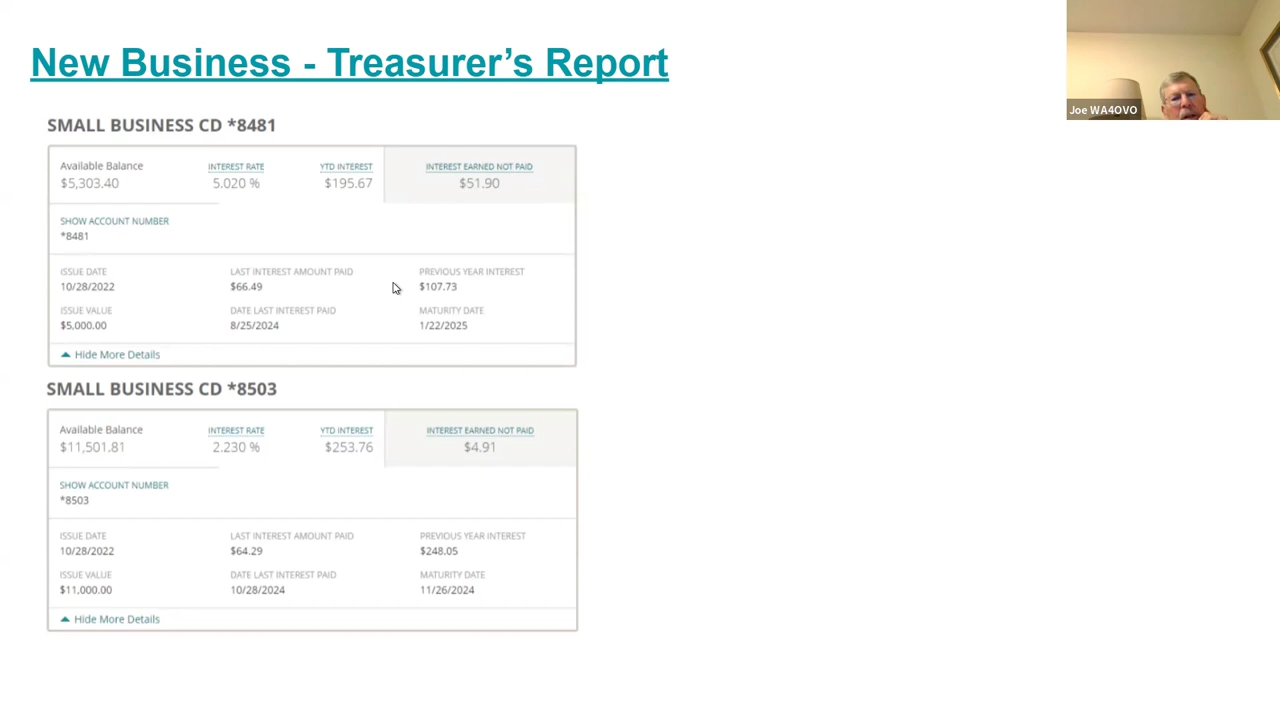 New Business - Treasurer’s Report
Joe WA4OVO
SMALL BUSINESS CD *8481
Available Balance INTEREST RATE YTD INTEREST INTEREST EARNED NOT PAID
$5,303.40 5.020 % $195.67 $51.90
SHOW ACCOUNT NUMBER
*8481
ISSUE DATE LAST INTEREST AMOUNT PAID PREVIOUS YEAR INTEREST
10/28/2022 $66.49 $107.73
ISSUE VALUE DATE LAST INTEREST PAID MATURITY DATE
$5,000.00 8/25/2024 1/22/2025
Hide More Details
SMALL BUSINESS CD *8503
Available Balance INTEREST RATE YTD INTEREST INTEREST EARNED NOT PAID
$11,501.81 2.230 % $253.76 $4.91
SHOW ACCOUNT NUMBER
*8503
ISSUE DATE LAST INTEREST AMOUNT PAID PREVIOUS YEAR INTEREST
10/28/2022 $64.29 $248.05
ISSUE VALUE DATE LAST INTEREST PAID MATURITY DATE
$11,000.00 10/28/2024 11/26/2024
Hide More Details